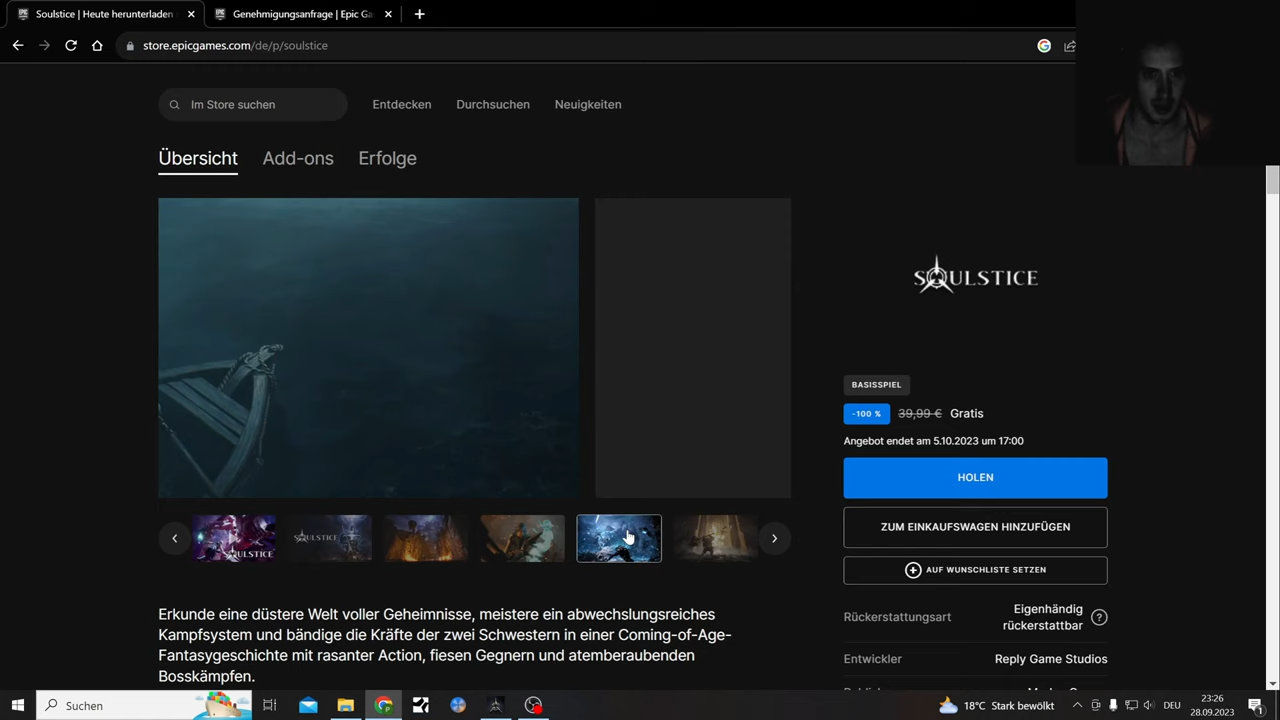 Soulstice | Heute herunterladen
Genehmigungsanfrage | Epic Ga
store.epicgames.com/de/p/soulstice
Im Store suchen
Entdecken
Durchsuchen
Neuigkeiten
Übersicht
Add-ons
Erfolge
SOULSTICE
BASISSPIEL
-100 %
39,99 €
Gratis
Angebot endet am 5.10.2023 um 17:00
HOLEN
ZUM EINKAUFSWAGEN HINZUFÜGEN
AUF WUNSCHLISTE SETZEN
SOULSTICE
SOULSTICE
Erkunde eine düstere Welt voller Geheimnisse, meistere ein abwechslungsreiches
Kampfsystem und bändige die Kräfte der zwei Schwestern in einer Coming-of-Age-
Fantasygeschichte mit rasanter Action, fiesen Gegnern und atemberaubenden
Bosskämpfen.
Rückerstattungsart
Eigenhändig
rückerstattbar
Entwickler
Reply Game Studios
Suchen
18°C Stark bewölkt
DEU
23:26
28.09.2023